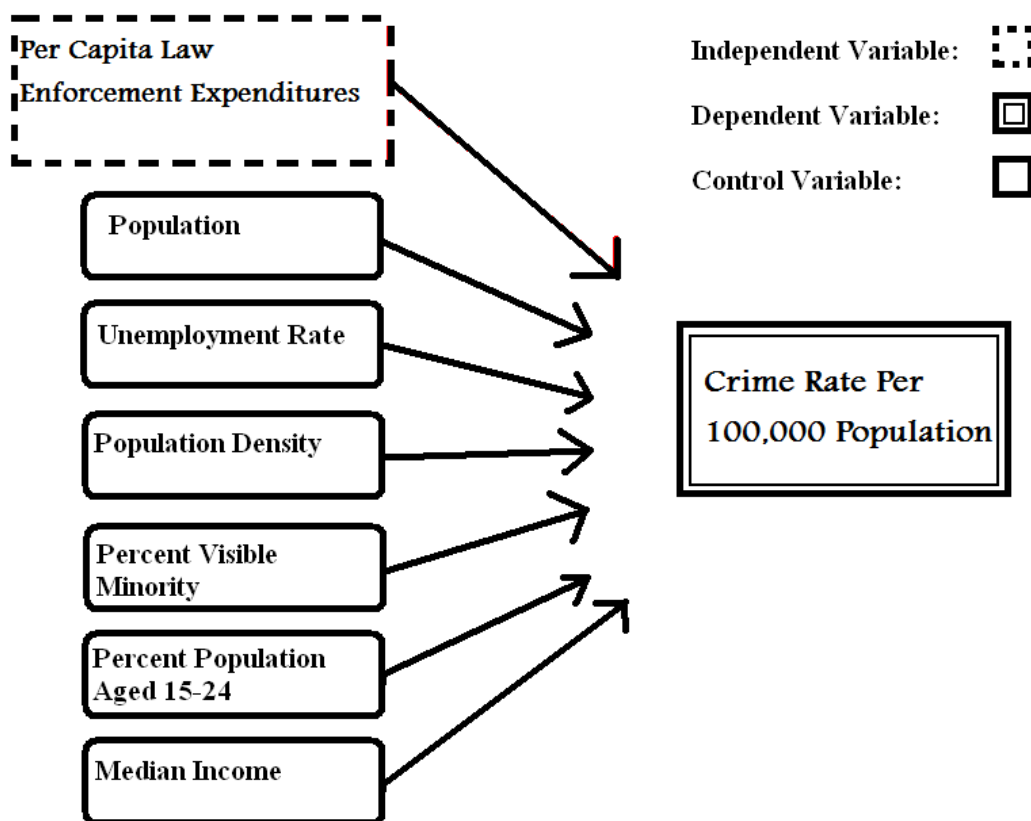 Per Capita Law
Enforcement Expenditures
Population
Unemployment Rate
Population Density
Percent Visible
Minority
Percent Population
Aged 15-24
Median Income
Independent Variable:
Dependent Variable:
Control Variable:
Crime Rate Per
100,000 Population